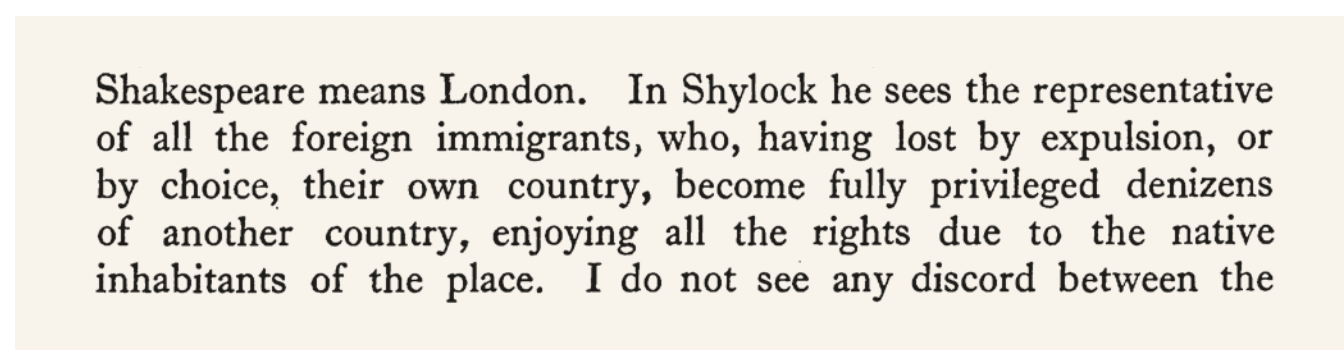 Shakespeare means London. In Shylock he sees the representative
of all the foreign immigrants, who, having lost by expulsion, or
by choice, their own country, become fully privileged denizens
of another country, enjoying all the rights due to the native
inhabitants of the place. I do not see any discord between the